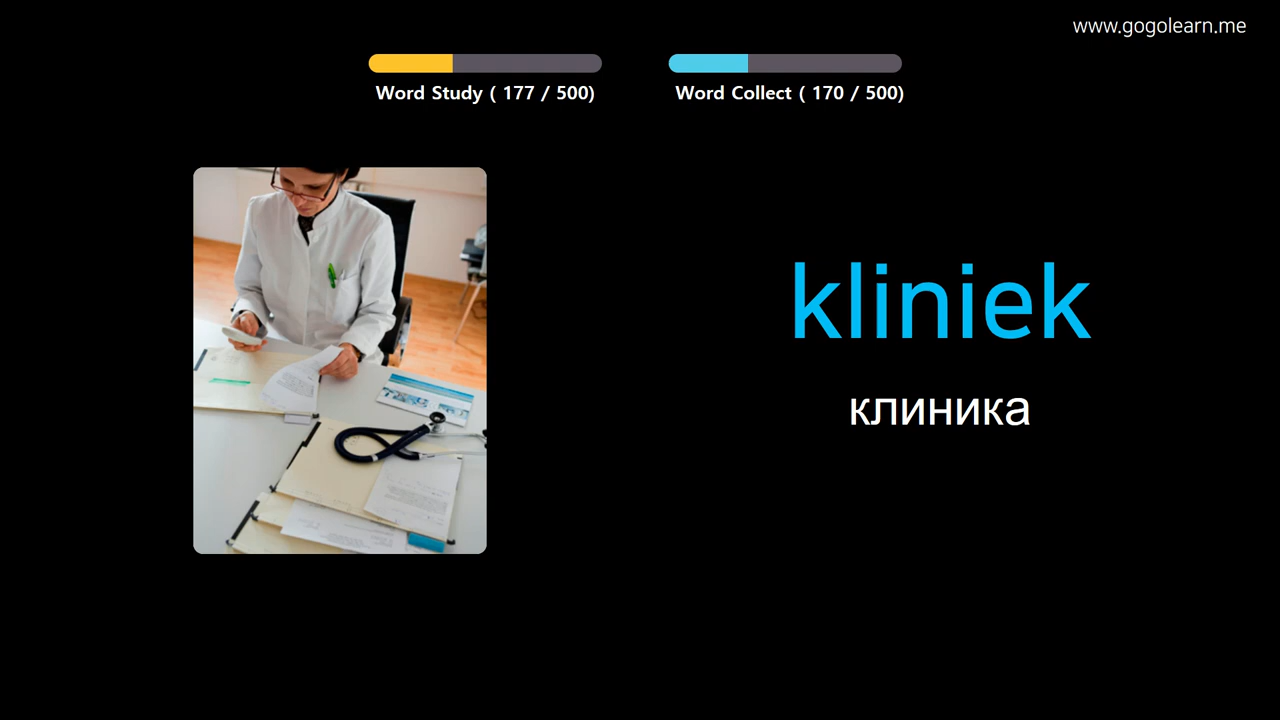 www.gogolearn.me
Word Study ( 177 / 500)
Word Collect ( 170 / 500)
kliniek
клиника